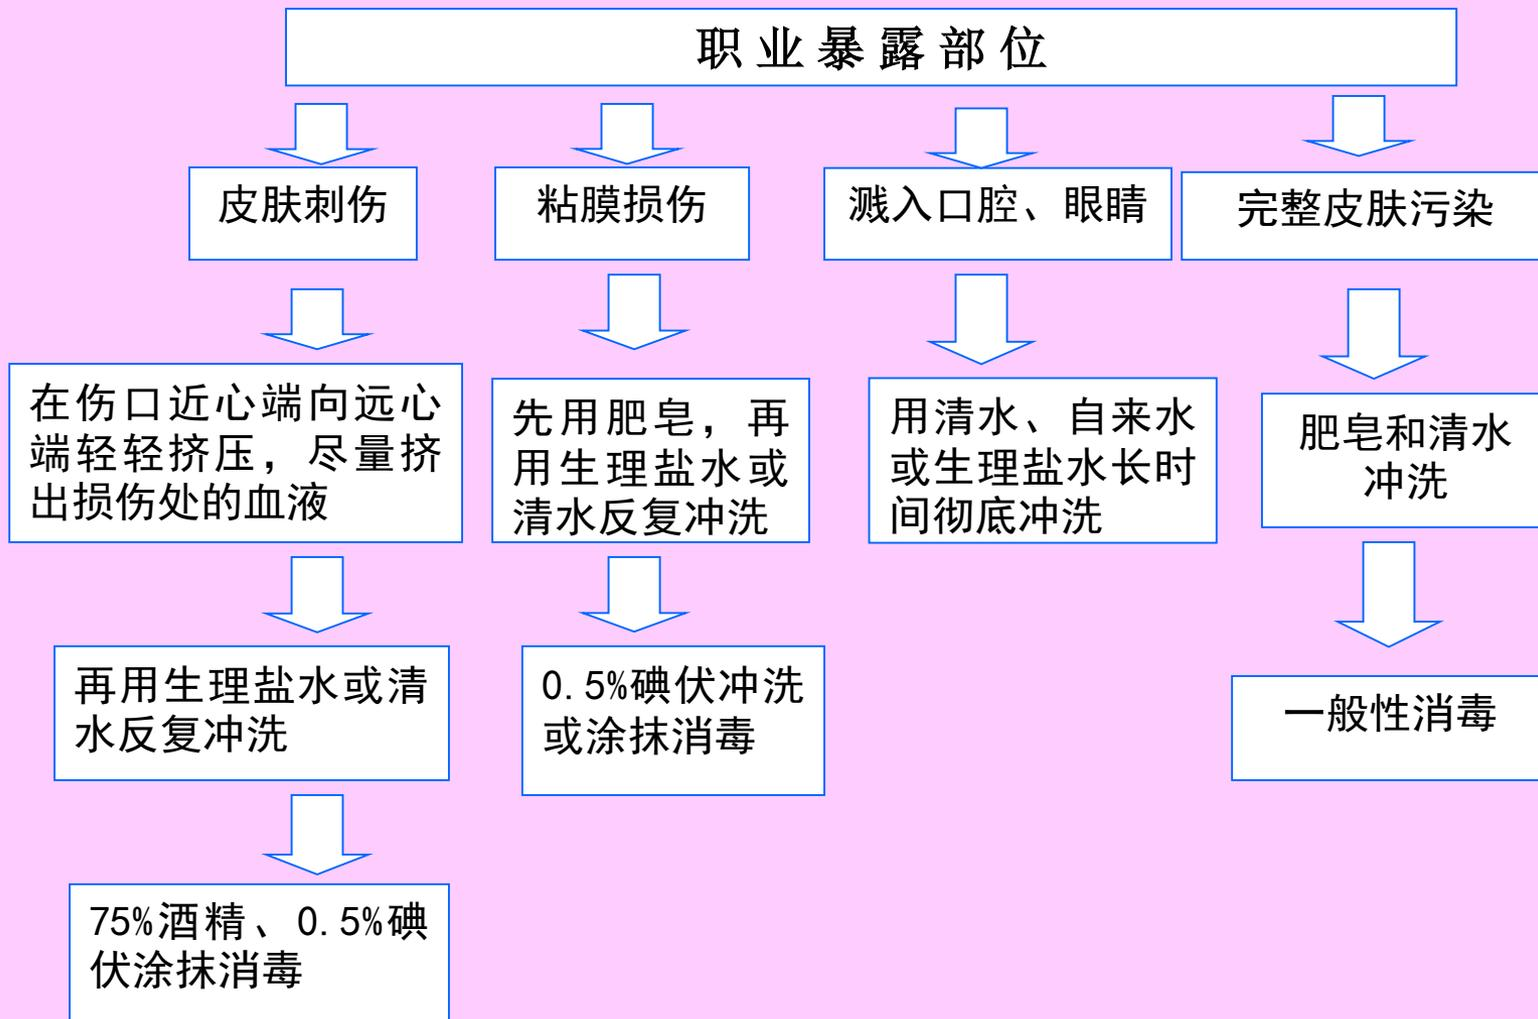 职业暴露部位
皮肤刺伤
粘膜损伤
溅入口腔、眼睛
完整皮肤污染
在伤口近心端向远心
端轻轻挤压，尽量挤
出损伤处的血液
先用肥皂，再
用生理盐水或
清水反复冲洗
用清水、自来水
或生理盐水长时
间彻底冲洗
肥皂和清水
冲洗
再用生理盐水或清
水反复冲洗
0.5%碘伏冲洗
或涂抹消毒
一般性消毒
75%酒精、0.5%碘
伏涂抹消毒